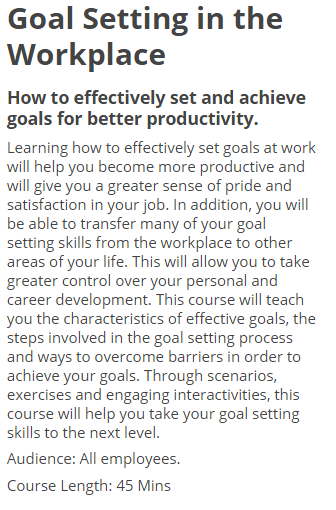 Goal Setting in the
Workplace
How to effectively set and achieve
goals for better productivity.
Learning how to effectively set goals at work
will help you become more productive and
will give you a greater sense of pride and
satisfaction in your job. In addition, you will
be able to transfer many of your goal
setting skills from the workplace to other
areas of your life. This will allow you to take
greater control over your personal and
career development. This course will teach
you the characteristics of effective goals, the
steps involved in the goal setting process
and ways to overcome barriers in order to
achieve your goals. Through scenarios,
exercises and engaging interactivities, this
course will help you take your goal setting
skills to the next level.
Audience: All employees.
Course Length: 45 Mins